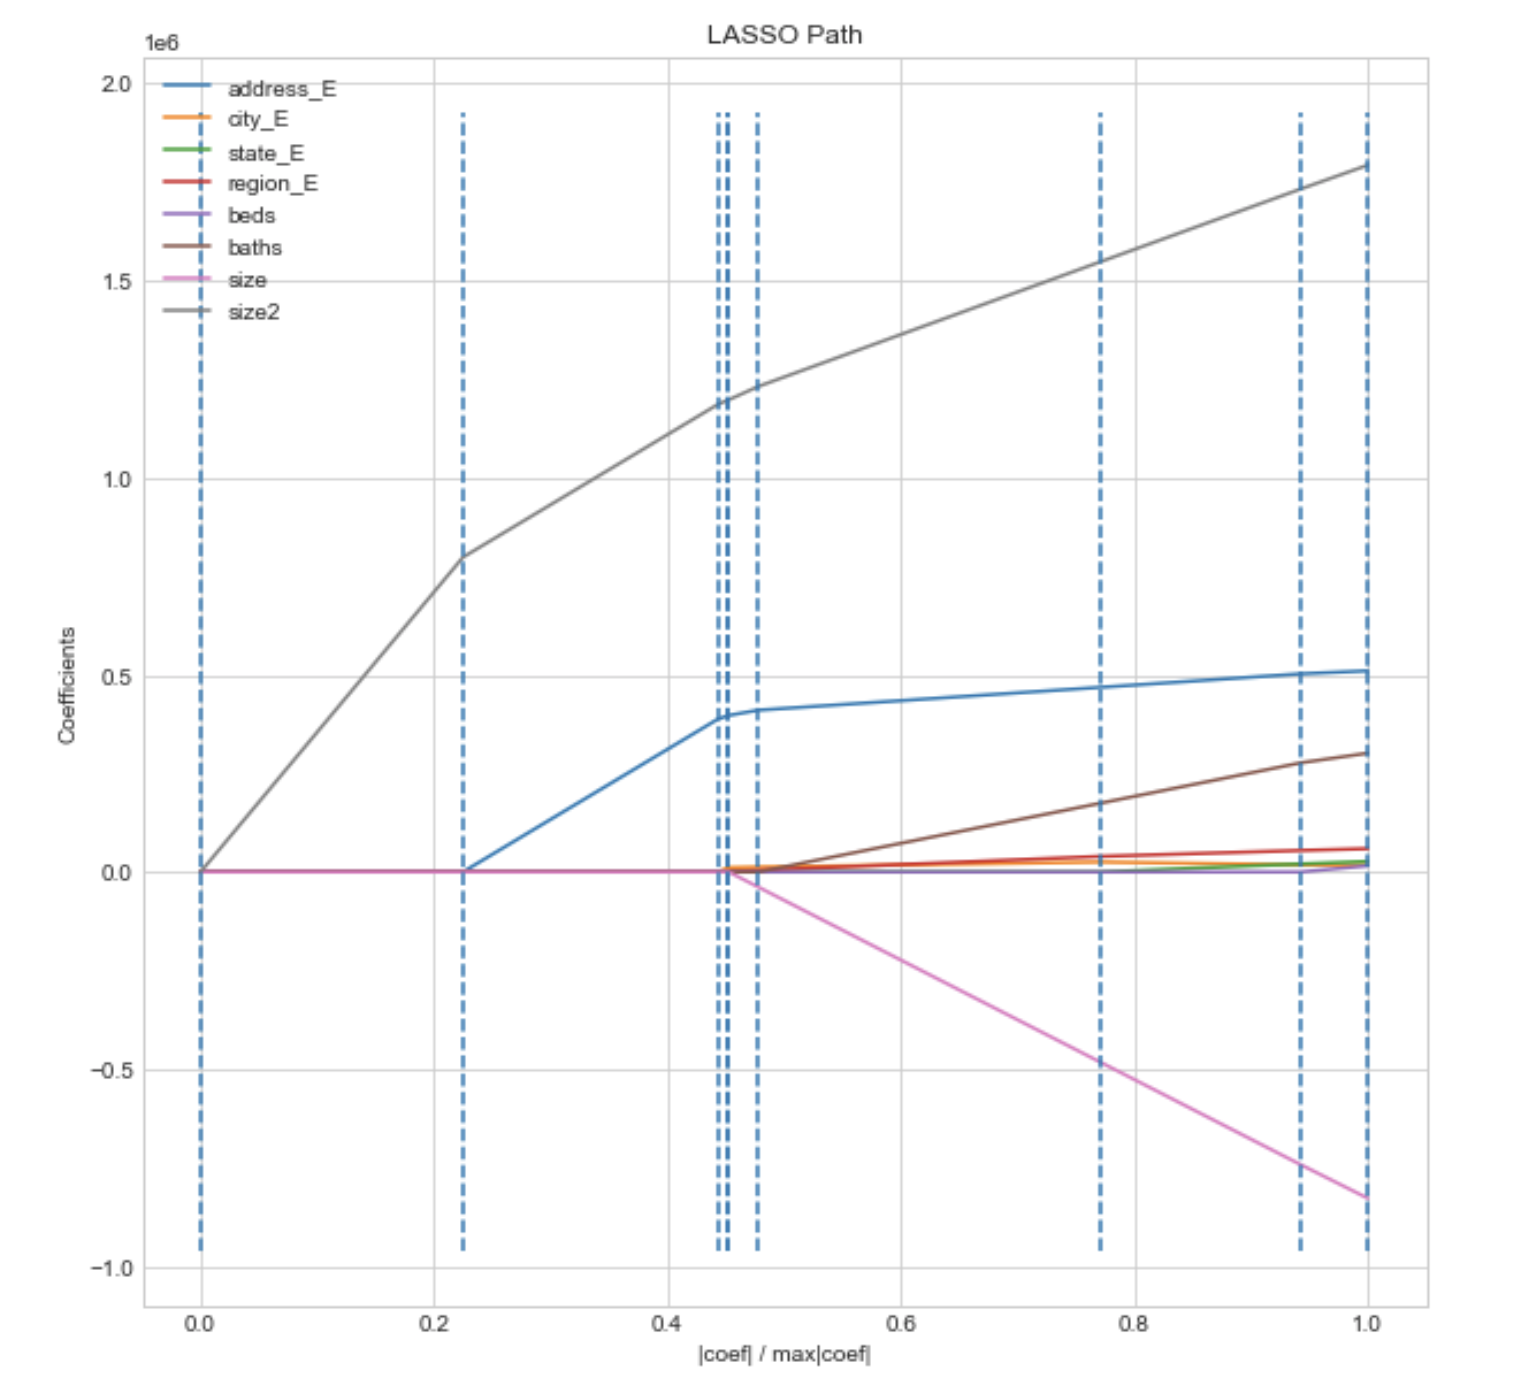 LASSO Path
1e6
2.0
1.5
1.0
0.5
0.0
−0.5
−1.0
Coefficients
address_E
city_E
state_E
region_E
beds
baths
size
size2
0.0 0.2 0.4 0.6 0.8 1.0
|coef| / max|coef|